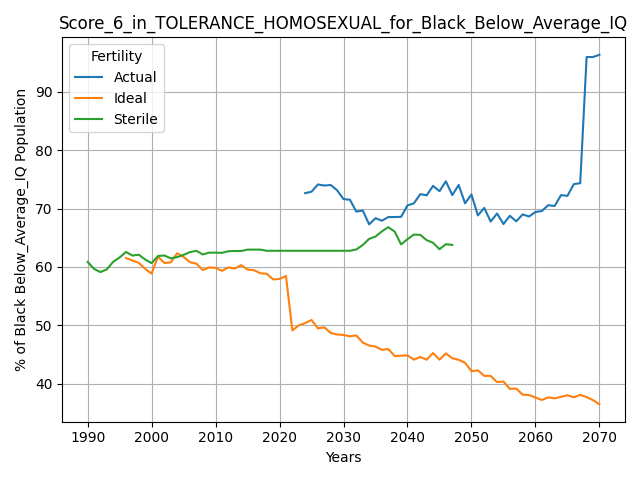 Score_6_in_TOLERANCE_HOMOSEXUAL_for_Black_Below_Average_IQ
Fertility
Actual
Ideal
Sterile
% of Black Below_Average_IQ Population
90
80
70
60
50
40
1990 2000 2010 2020 2030 2040 2050 2060 2070
Years